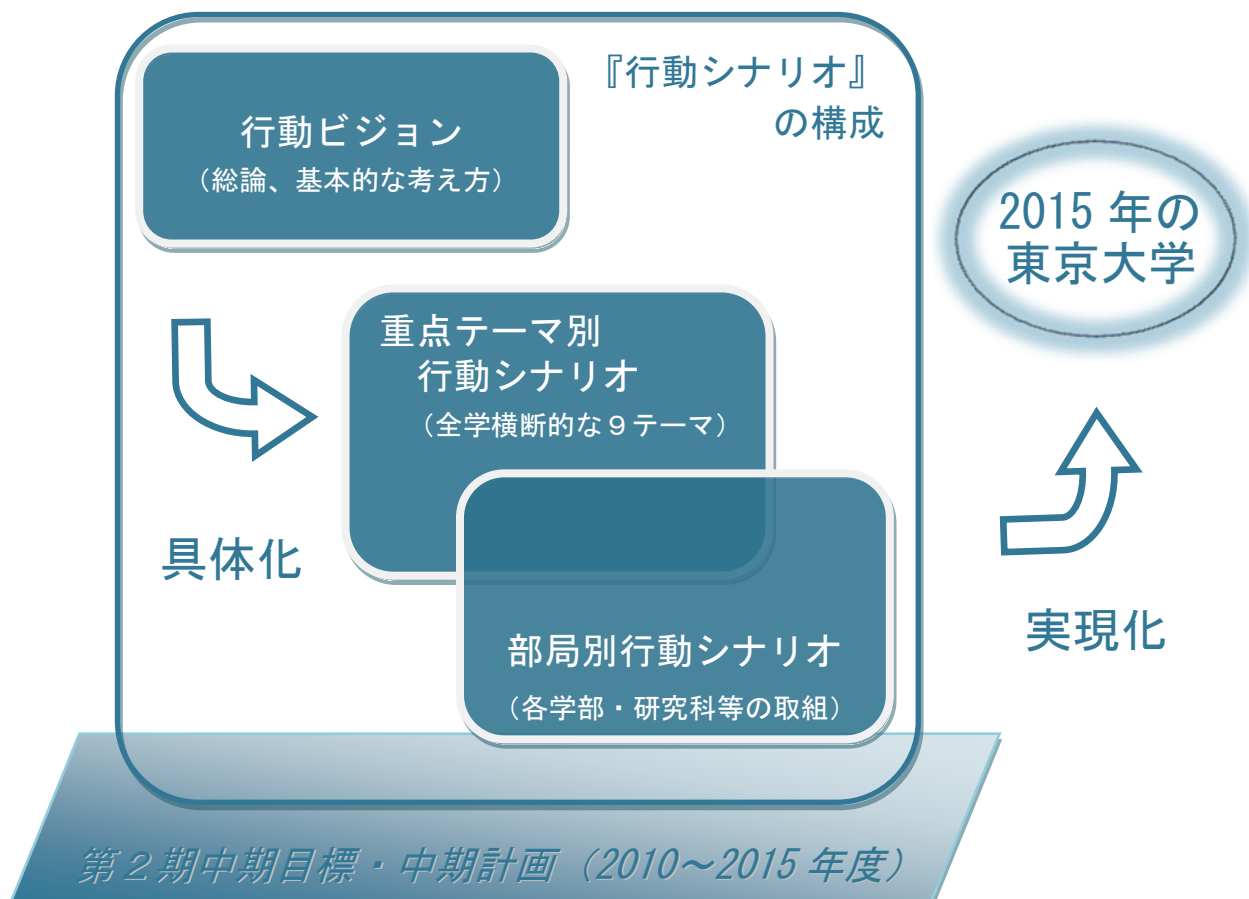 『行動シナリオ』
の構成
行動ビジョン
（総論、基本的な考え方）
2015 年の
東京大学
重点テーマ別
行動シナリオ
（全学横断的な９テーマ）
具体化
部局別行動シナリオ
（各学部・研究科等の取組）
実現化
第２期中期目標・中期計画（2010～2015 年度）